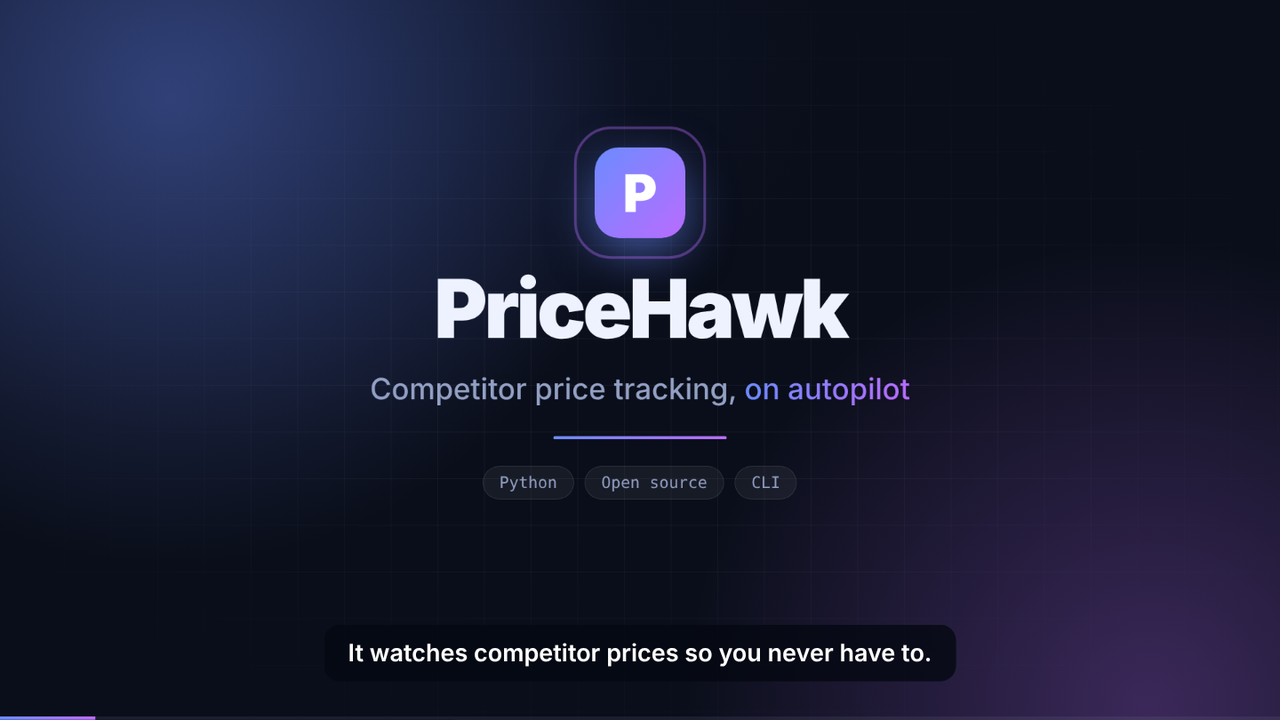 P
PriceHawk
Competitor price tracking, on autopilot
Python Open source CLI
It watches competitor prices so you never have to.